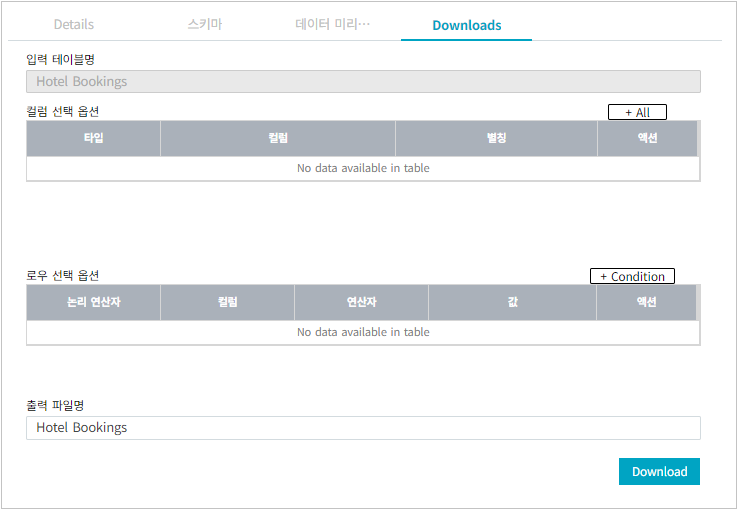 Details 스키마 데이터 미리… Downloads
입력 테이블명
Hotel Bookings
컬럼 선택 옵션 + All
타입 컬럼 별칭 액션
No data available in table
로우 선택 옵션 + Condition
논리 연산자 컬럼 연산자 값 액션
No data available in table
출력 파일명
Hotel Bookings
Download